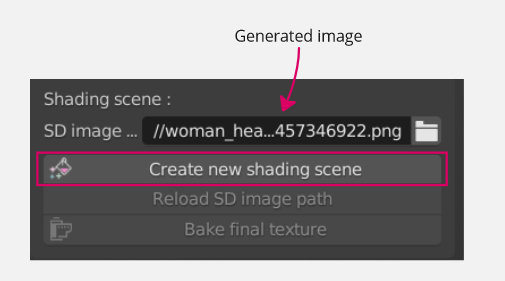 Generated image
Shading scene :
SD image ... //woman_hea...457346922.png
Create new shading scene
Reload SD image path
Bake final texture